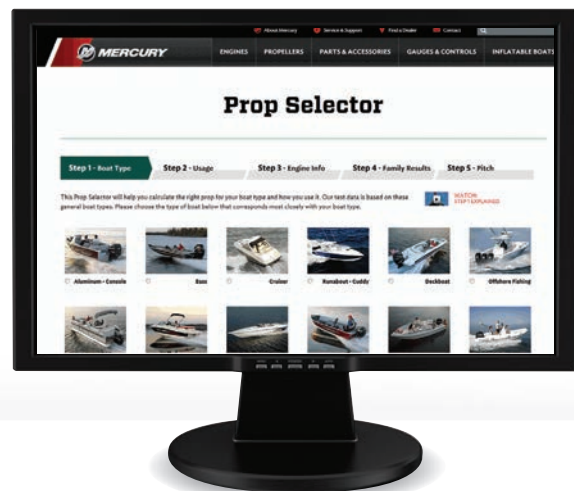 About Mercury Service & Support Find a Dealer Contact
MERCURY ENGINES PROPELLERS PARTS & ACCESSORIES GAUGES & CONTROLS INFLATABLE BOATS
Prop Selector
Step 1 - Boat Type Step 2 - Usage Step 3 - Engine Info Step 4 - Family Results Step 5 - Pitch
This Prop Selector will help you calculate the right prop for your boat type and how you use it. Our test data is based on these
general boat types. Please choose the type of boat below that corresponds most closely with your boat type.
WATCH:
STEP 1 EXPLAINED
Aluminum - Console Bass Cruiser Runabout - Cuddy Deckboat Offshore Fishing